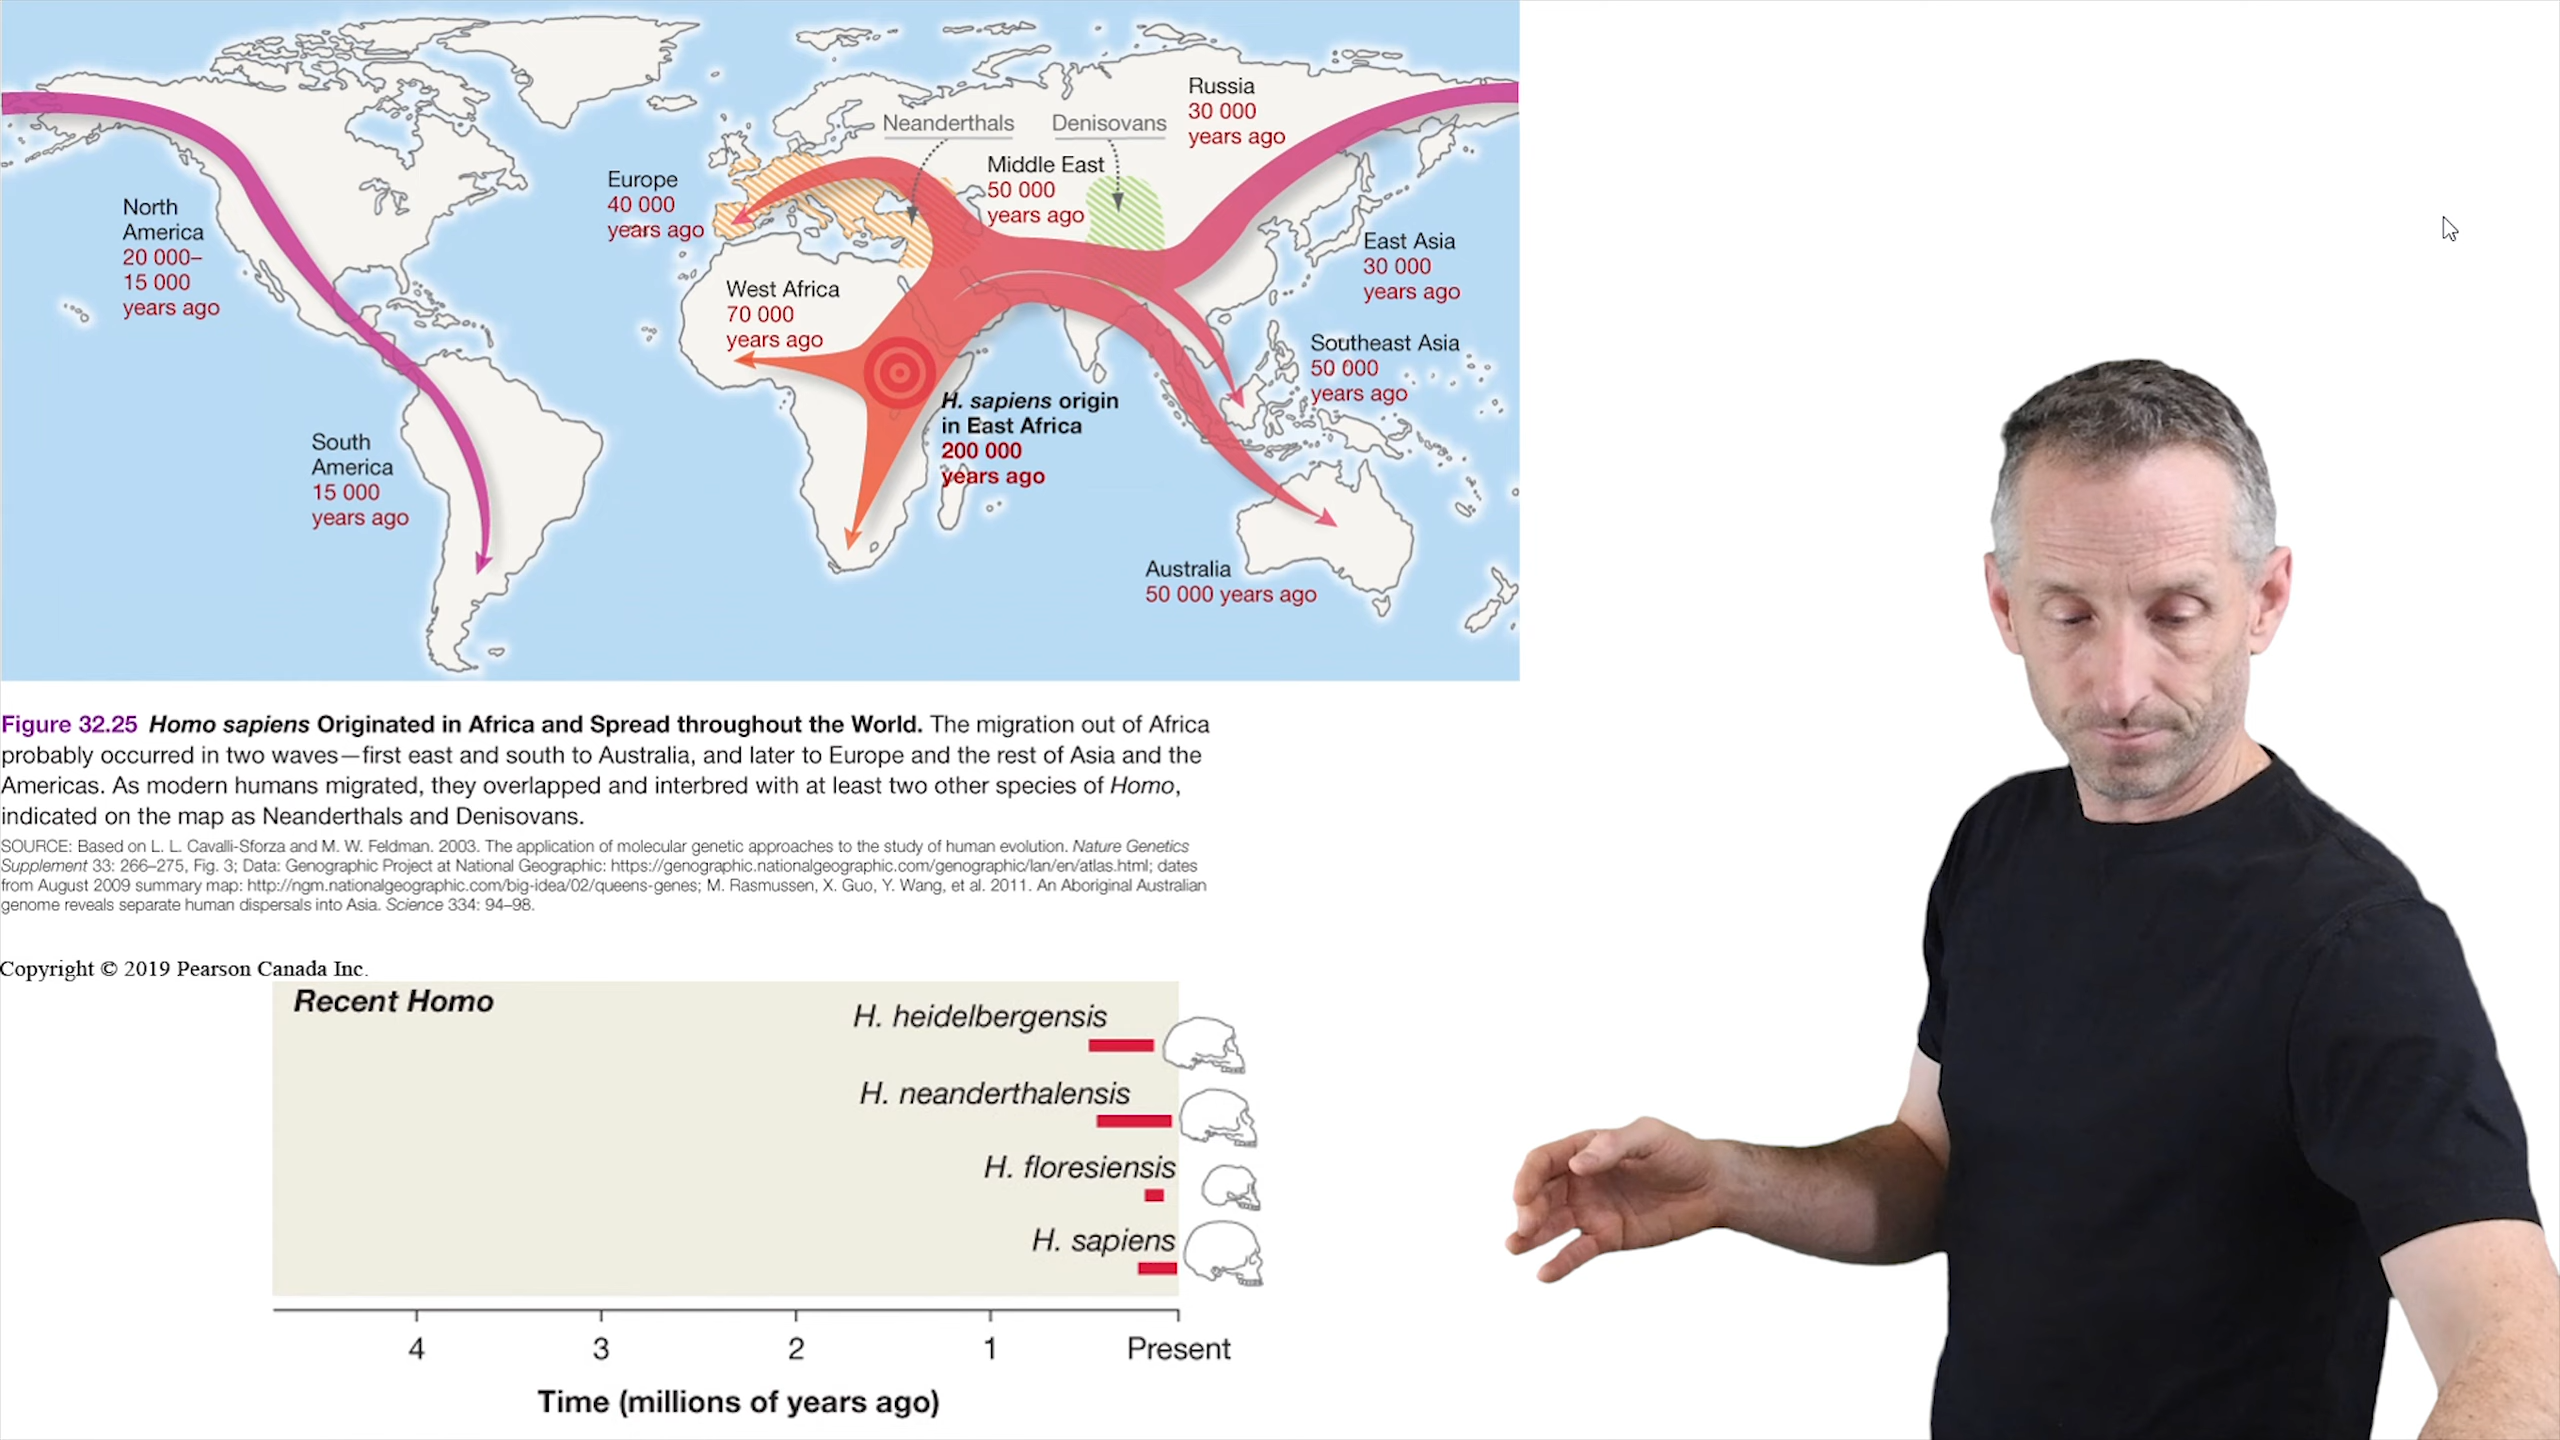 Russia
30 000
years ago
Neanderthals
Denisovans
Middle East
50 000
years ago
Europe
40 000
years ago
North
America
20 000–
15 000
years ago
East Asia
30 000
years ago
West Africa
70 000
years ago
Southeast Asia
50 000
years ago
H. sapiens origin
in East Africa
200 000
years ago
South
America
15 000
years ago
Australia
50 000 years ago
Figure 32.25 Homo sapiens Originated in Africa and Spread throughout the World. The migration out of Africa
probably occurred in two waves—first east and south to Australia, and later to Europe and the rest of Asia and the
Americas. As modern humans migrated, they overlapped and interbred with at least two other species of Homo,
indicated on the map as Neanderthals and Denisovans.
SOURCE: Based on L. L. Cavalli-Sforza and M. W. Feldman. 2003. The application of molecular genetic approaches to the study of human evolution. Nature Genetics
Supplement 33: 266–275, Fig. 3; Data: Genographic Project at National Geographic: https://genographic.nationalgeographic.com/genographic/lan/en/atlas.html; dates
from August 2009 summary map: http://ngm.nationalgeographic.com/big-idea/02/queens-genes; M. Rasmussen, X. Guo, Y. Wang, et al. 2011. An Aboriginal Australian
genome reveals separate human dispersals into Asia. Science 334: 94–98.
Copyright © 2019 Pearson Canada Inc.
Recent Homo
H. heidelbergensis
H. neanderthalensis
H. floresiensis
H. sapiens
4 3 2 1 Present
Time (millions of years ago)